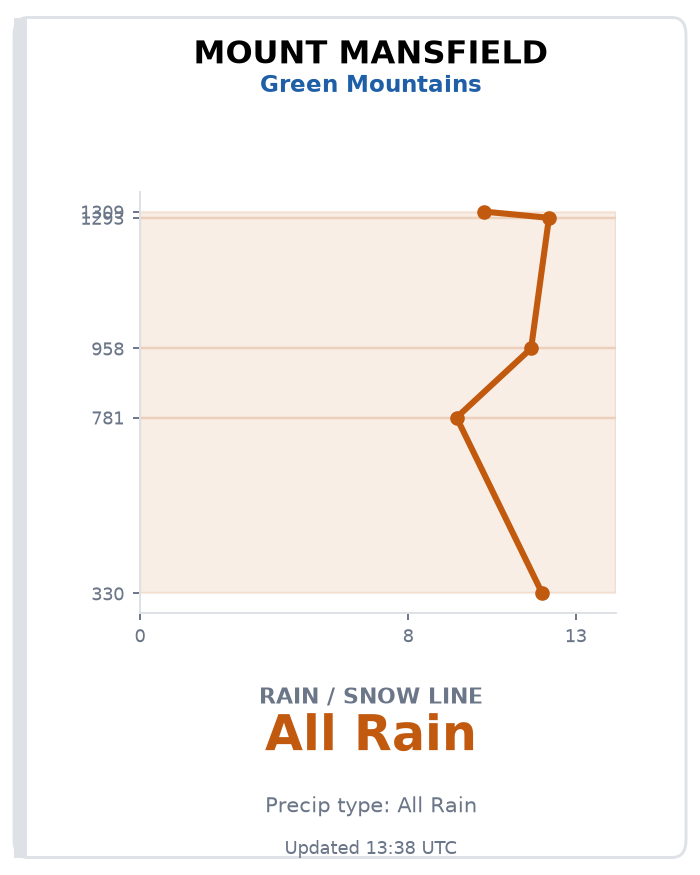 MOUNT MANSFIELD
Green Mountains
1309
1293
958
781
330
0 8 13
RAIN / SNOW LINE
All Rain
Precip type: All Rain
Updated 13:38 UTC